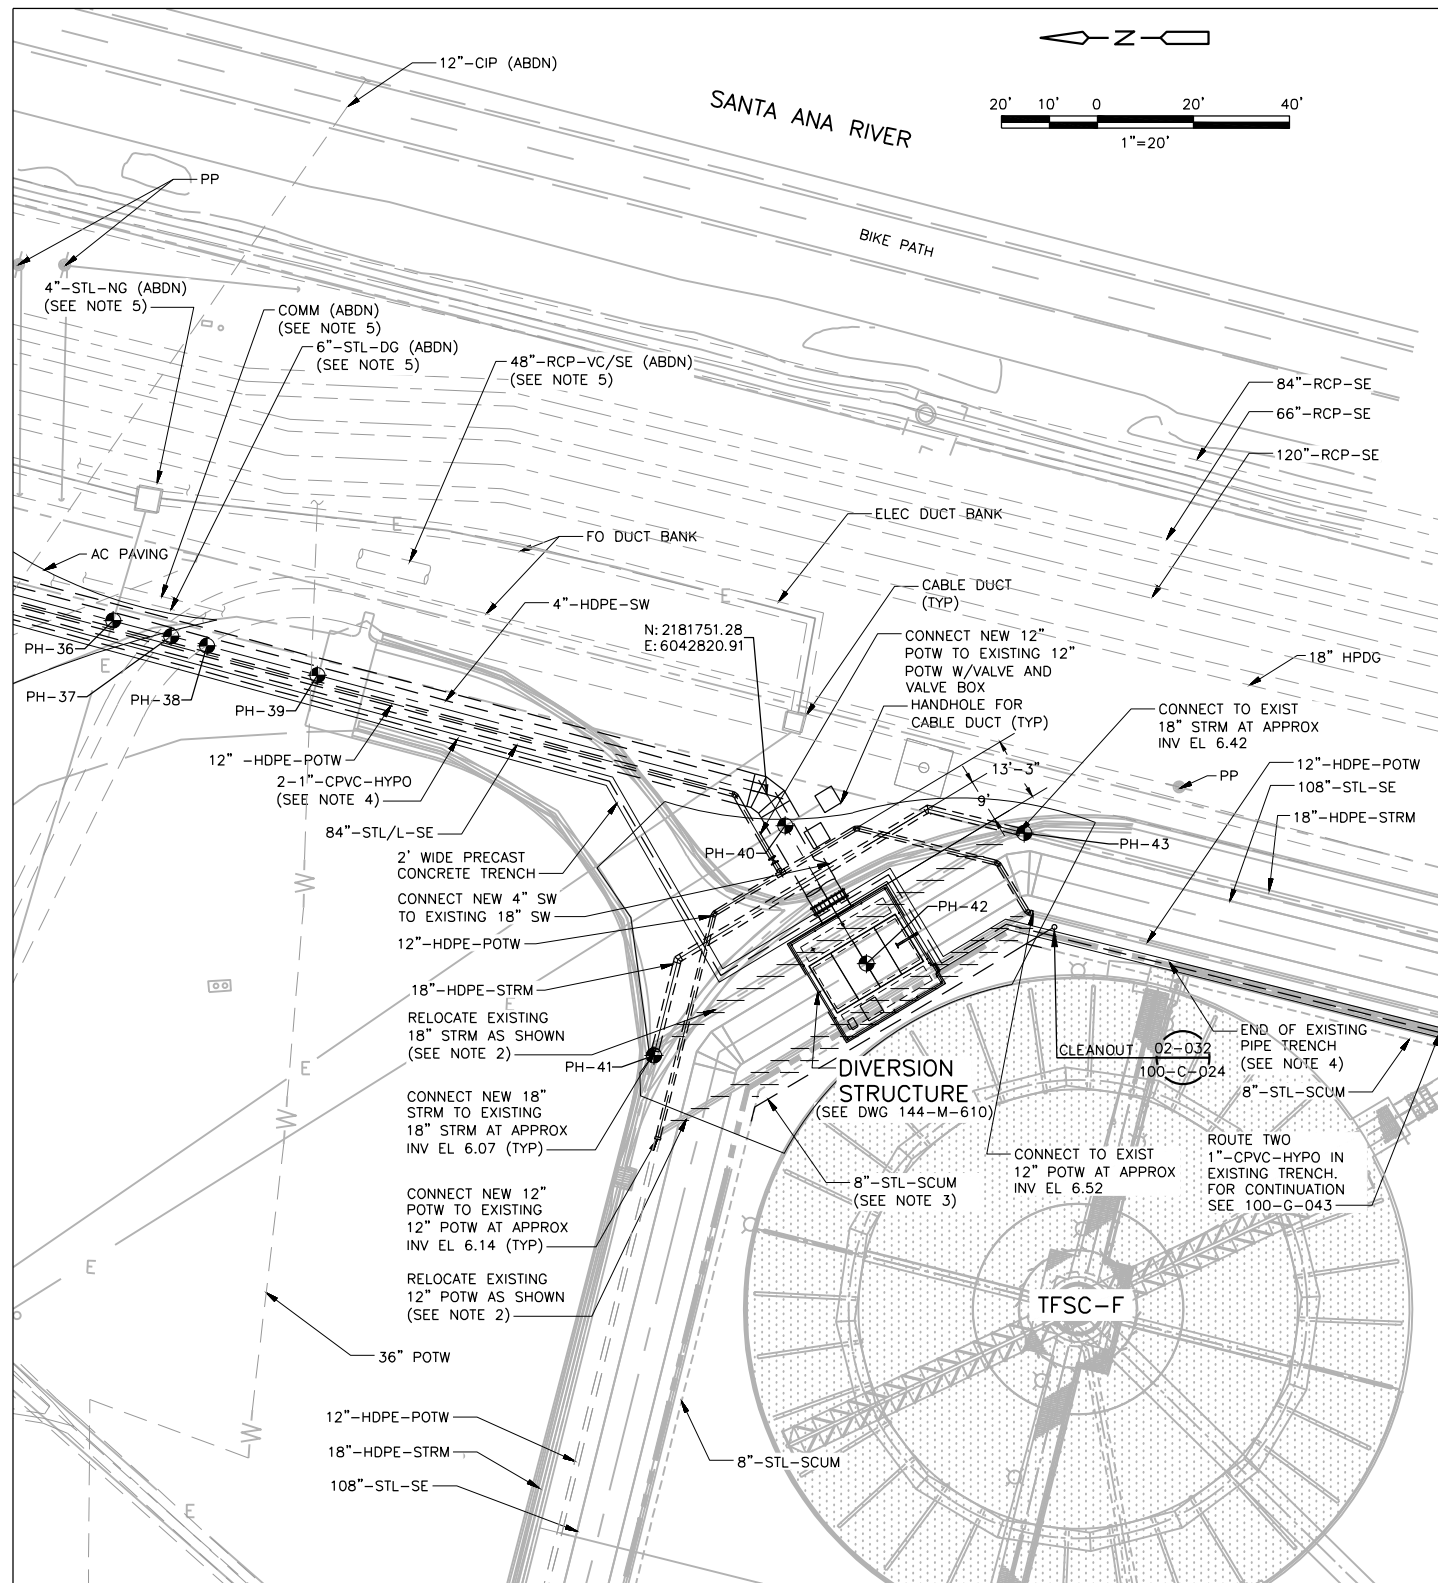 12"-CIP (ABDN)
N
SANTA ANA RIVER
20' 10' 0 20' 40'
1"=20'
PP
BIKE PATH
4"-STL-NG (ABDN)
(SEE NOTE 5)
COMM (ABDN)
(SEE NOTE 5)
6"-STL-DG (ABDN)
(SEE NOTE 5)
48"-RCP-VC/SE (ABDN)
(SEE NOTE 5)
84"-RCP-SE
66"-RCP-SE
120"-RCP-SE
E
ELEC DUCT BANK
FO DUCT BANK
AC PAVING
CABLE DUCT
(TYP)
E
4"-HDPE-SW
N: 2181751.28
E: 6042820.91
CONNECT NEW 12"
POTW TO EXISTING 12"
POTW W/VALVE AND
VALVE BOX
HANDHOLE FOR
CABLE DUCT (TYP)
18" HPDG
PH-36
E
PH-37
PH-38
PH-39
CONNECT TO EXIST
18" STRM AT APPROX
INV EL 6.42
12" -HDPE-POTW
2-1"-CPVC-HYPO
(SEE NOTE 4)
13'-3"
9'
PP
12"-HDPE-POTW
108"-STL-SE
18"-HDPE-STRM
84"-STL/L-SE
PH-40
PH-43
2' WIDE PRECAST
CONCRETE TRENCH
W
CONNECT NEW 4" SW
TO EXISTING 18" SW
PH-42
12"-HDPE-POTW
18"-HDPE-STRM
E
RELOCATE EXISTING
18" STRM AS SHOWN
(SEE NOTE 2)
PH-41
E
CLEANOUT
02-032
100-C-024
END OF EXISTING
PIPE TRENCH
(SEE NOTE 4)
DIVERSION
STRUCTURE
(SEE DWG 144-M-610)
8"-STL-SCUM
W
CONNECT NEW 18"
STRM TO EXISTING
18" STRM AT APPROX
INV EL 6.07 (TYP)
CONNECT TO EXIST
12" POTW AT APPROX
INV EL 6.52
ROUTE TWO
1"-CPVC-HYPO IN
EXISTING TRENCH.
FOR CONTINUATION
SEE 100-G-043
8"-STL-SCUM
(SEE NOTE 3)
CONNECT NEW 12"
POTW TO EXISTING
12" POTW AT APPROX
INV EL 6.14 (TYP)
E
RELOCATE EXISTING
12" POTW AS SHOWN
(SEE NOTE 2)
TFSC-F
36" POTW
12"-HDPE-POTW
W
18"-HDPE-STRM
8"-STL-SCUM
108"-STL-SE
E